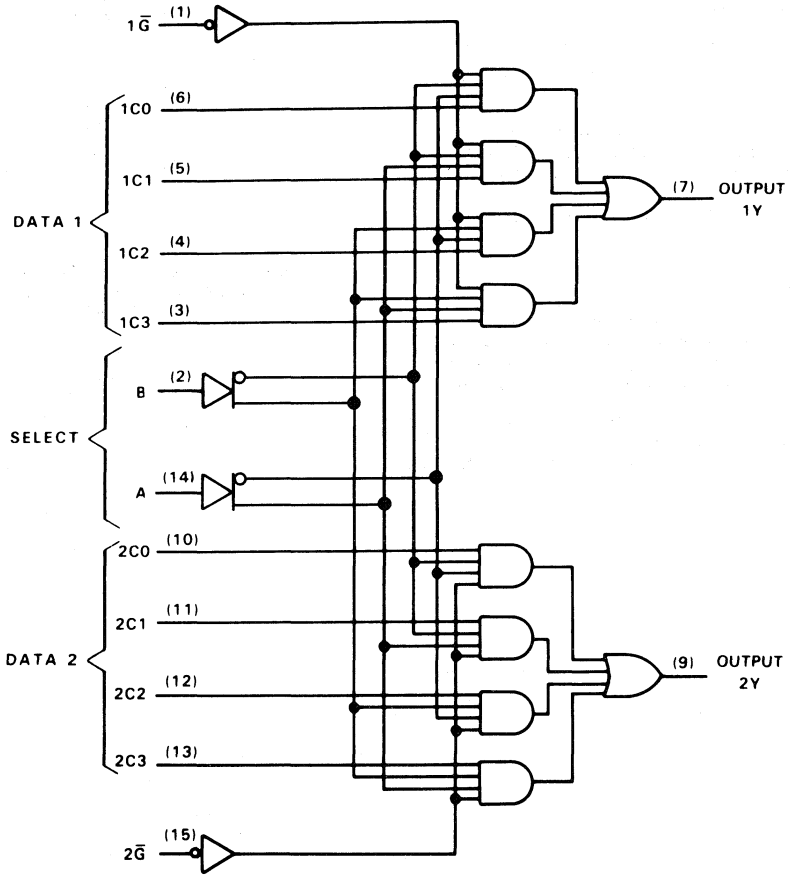 1G̅ (1)
1C0 (6)
1C1 (5)
DATA 1
1C2 (4)
1C3 (3)
(7) OUTPUT
1Y
B (2)
SELECT
A (14)
2C0 (10)
2C1 (11)
DATA 2
2C2 (12)
2C3 (13)
(9) OUTPUT
2Y
2G̅ (15)